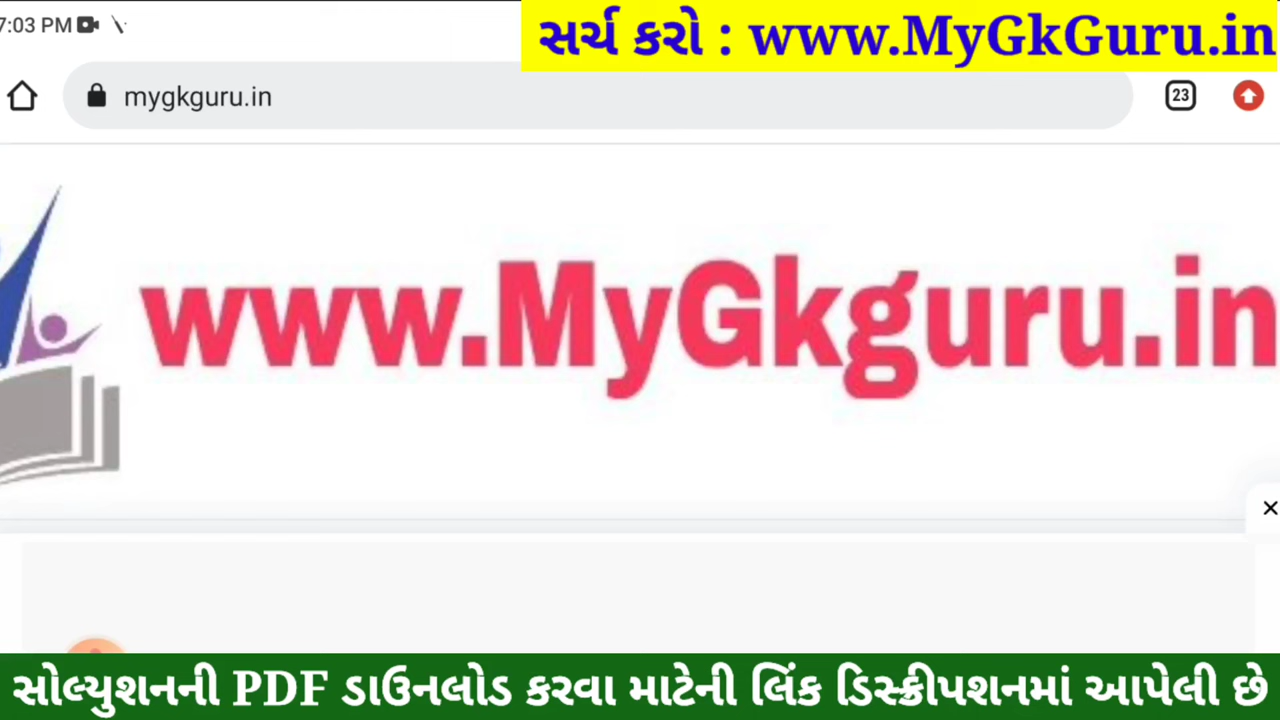 7:03 PM
સર્ચ કરો : www.MyGkGuru.in
mygkguru.in
23
www.MyGkguru.in
સોલ્યુશનની PDF ડાઉનલોડ કરવા માટેની લિંક ડિસ્ક્રીપશનમાં આપેલી છે